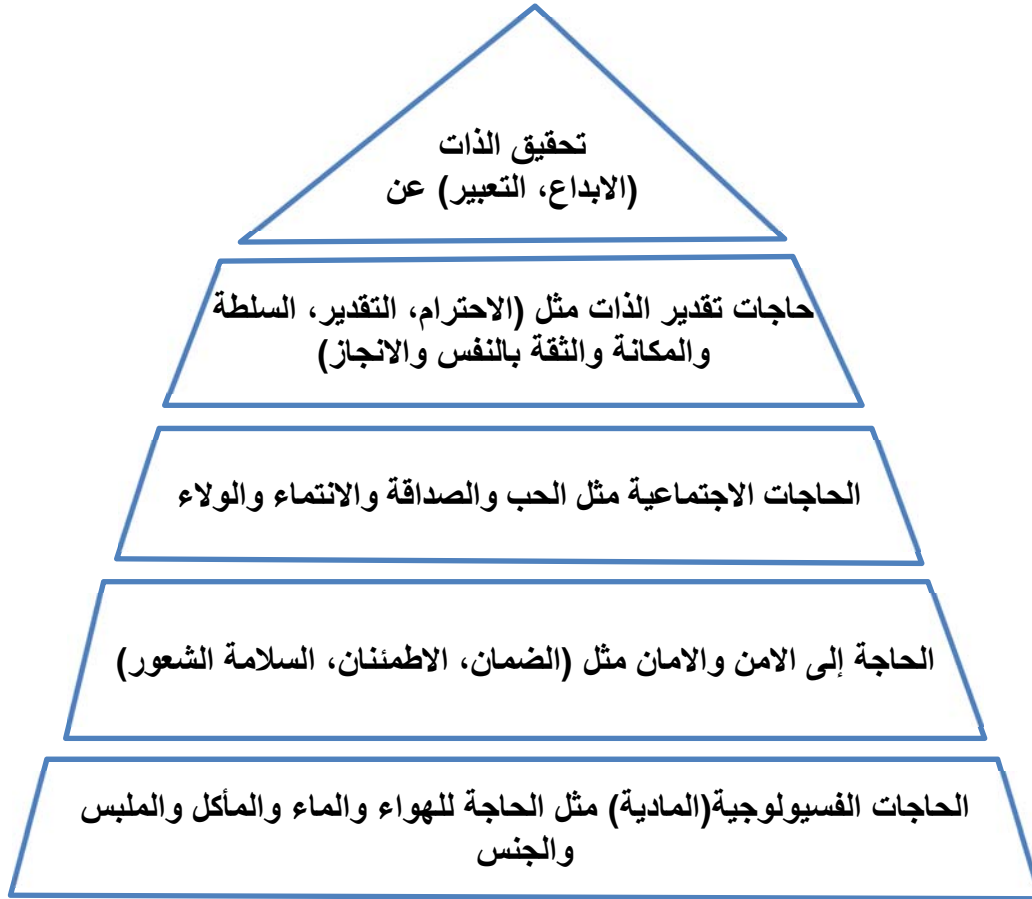 تحقيق الذات
(الابداع، التعبير) عن
حاجات تقدير الذات مثل (الاحترام، التقدير، السلطة
والمكانة والثقة بالنفس والانجاز)
الحاجات الاجتماعية مثل الحب والصداقة والانتماء والولاء
الحاجة إلى الامن والامان مثل (الضمان، الاطمئنان، السلامة الشعور)
الحاجات الفسيولوجية(المادية) مثل الحاجة للهواء والماء والمأكل والملبس
والجنس